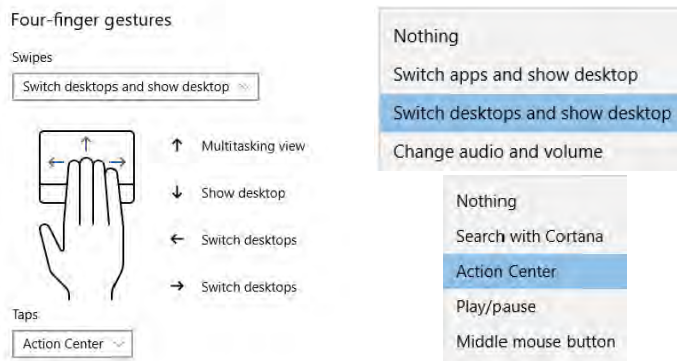 Four-finger gestures
Swipes
Switch desktops and show desktop
↑ Multitasking view
↓ Show desktop
← Switch desktops
→ Switch desktops
Taps
Action Center
Nothing
Switch apps and show desktop
Switch desktops and show desktop
Change audio and volume
Nothing
Search with Cortana
Action Center
Play/pause
Middle mouse button